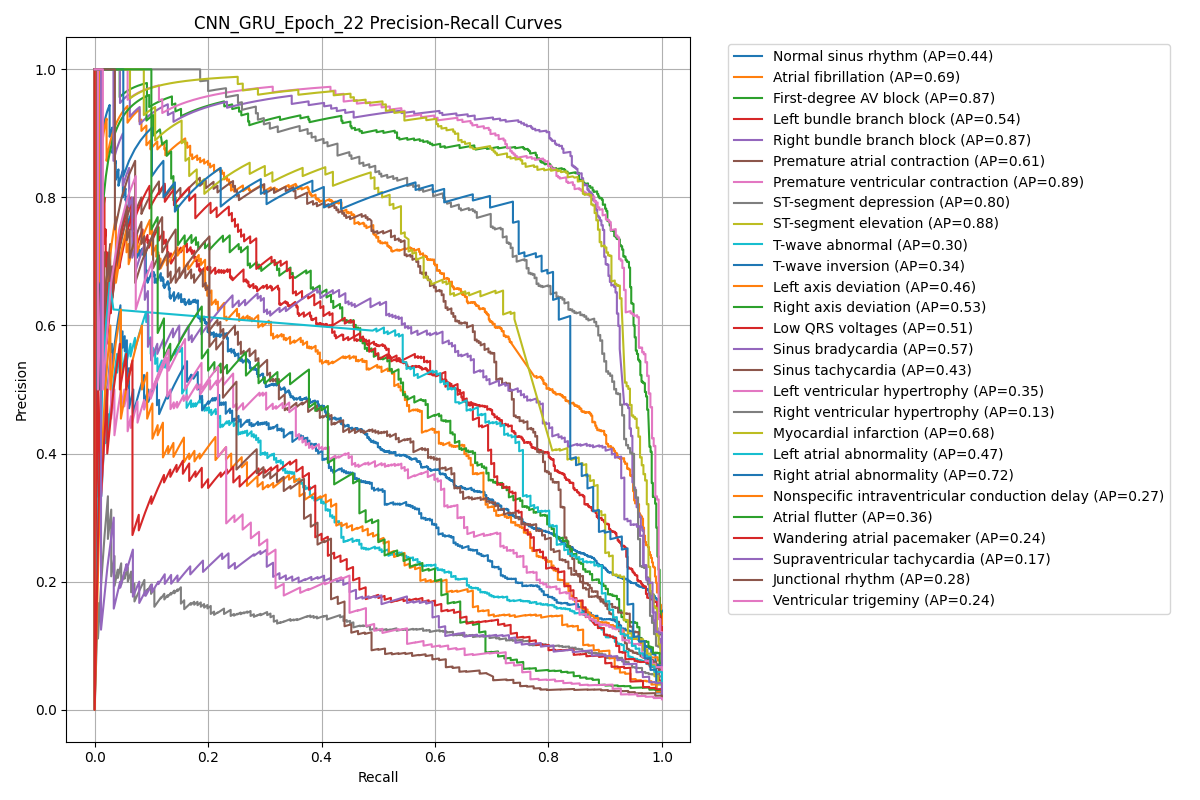 CNN_GRU_Epoch_22 Precision-Recall Curves
1.0
0.8
0.6
0.4
0.2
0.0
Precision
0.0 0.2 0.4 0.6 0.8 1.0
Recall
Normal sinus rhythm (AP=0.44)
Atrial fibrillation (AP=0.69)
First-degree AV block (AP=0.87)
Left bundle branch block (AP=0.54)
Right bundle branch block (AP=0.87)
Premature atrial contraction (AP=0.61)
Premature ventricular contraction (AP=0.89)
ST-segment depression (AP=0.80)
ST-segment elevation (AP=0.88)
T-wave abnormal (AP=0.30)
T-wave inversion (AP=0.34)
Left axis deviation (AP=0.46)
Right axis deviation (AP=0.53)
Low QRS voltages (AP=0.51)
Sinus bradycardia (AP=0.57)
Sinus tachycardia (AP=0.43)
Left ventricular hypertrophy (AP=0.35)
Right ventricular hypertrophy (AP=0.13)
Myocardial infarction (AP=0.68)
Left atrial abnormality (AP=0.47)
Right atrial abnormality (AP=0.72)
Nonspecific intraventricular conduction delay (AP=0.27)
Atrial flutter (AP=0.36)
Wandering atrial pacemaker (AP=0.24)
Supraventricular tachycardia (AP=0.17)
Junctional rhythm (AP=0.28)
Ventricular trigeminy (AP=0.24)